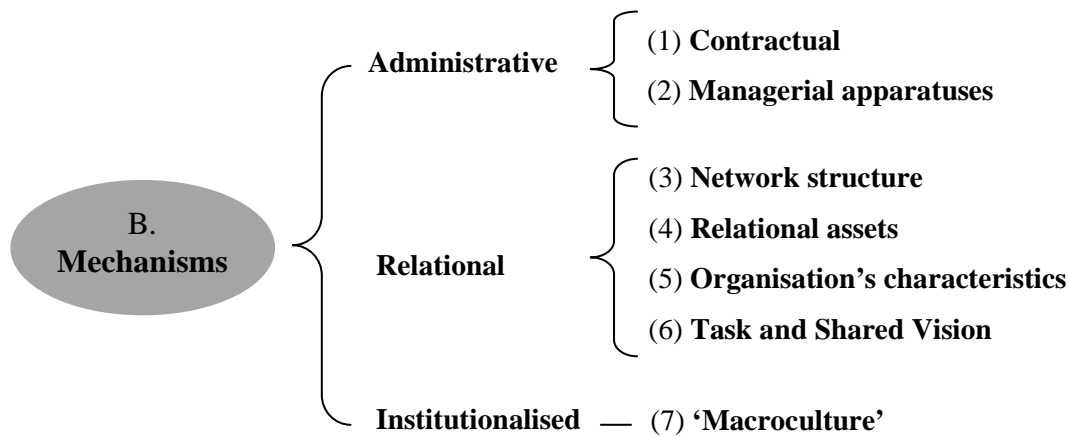 B.
Mechanisms
Administrative
(1) Contractual
(2) Managerial apparatuses
Relational
(3) Network structure
(4) Relational assets
(5) Organisation’s characteristics
(6) Task and Shared Vision
Institutionalised
(7) ‘Macroculture’